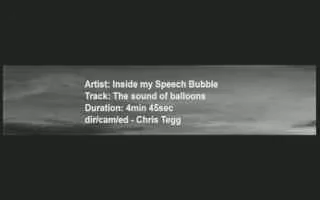 Artist: Inside my Speech Bubble
Track: The sound of balloons
Duration: 4min 45sec
dir/cam/ed - Chris Tegg